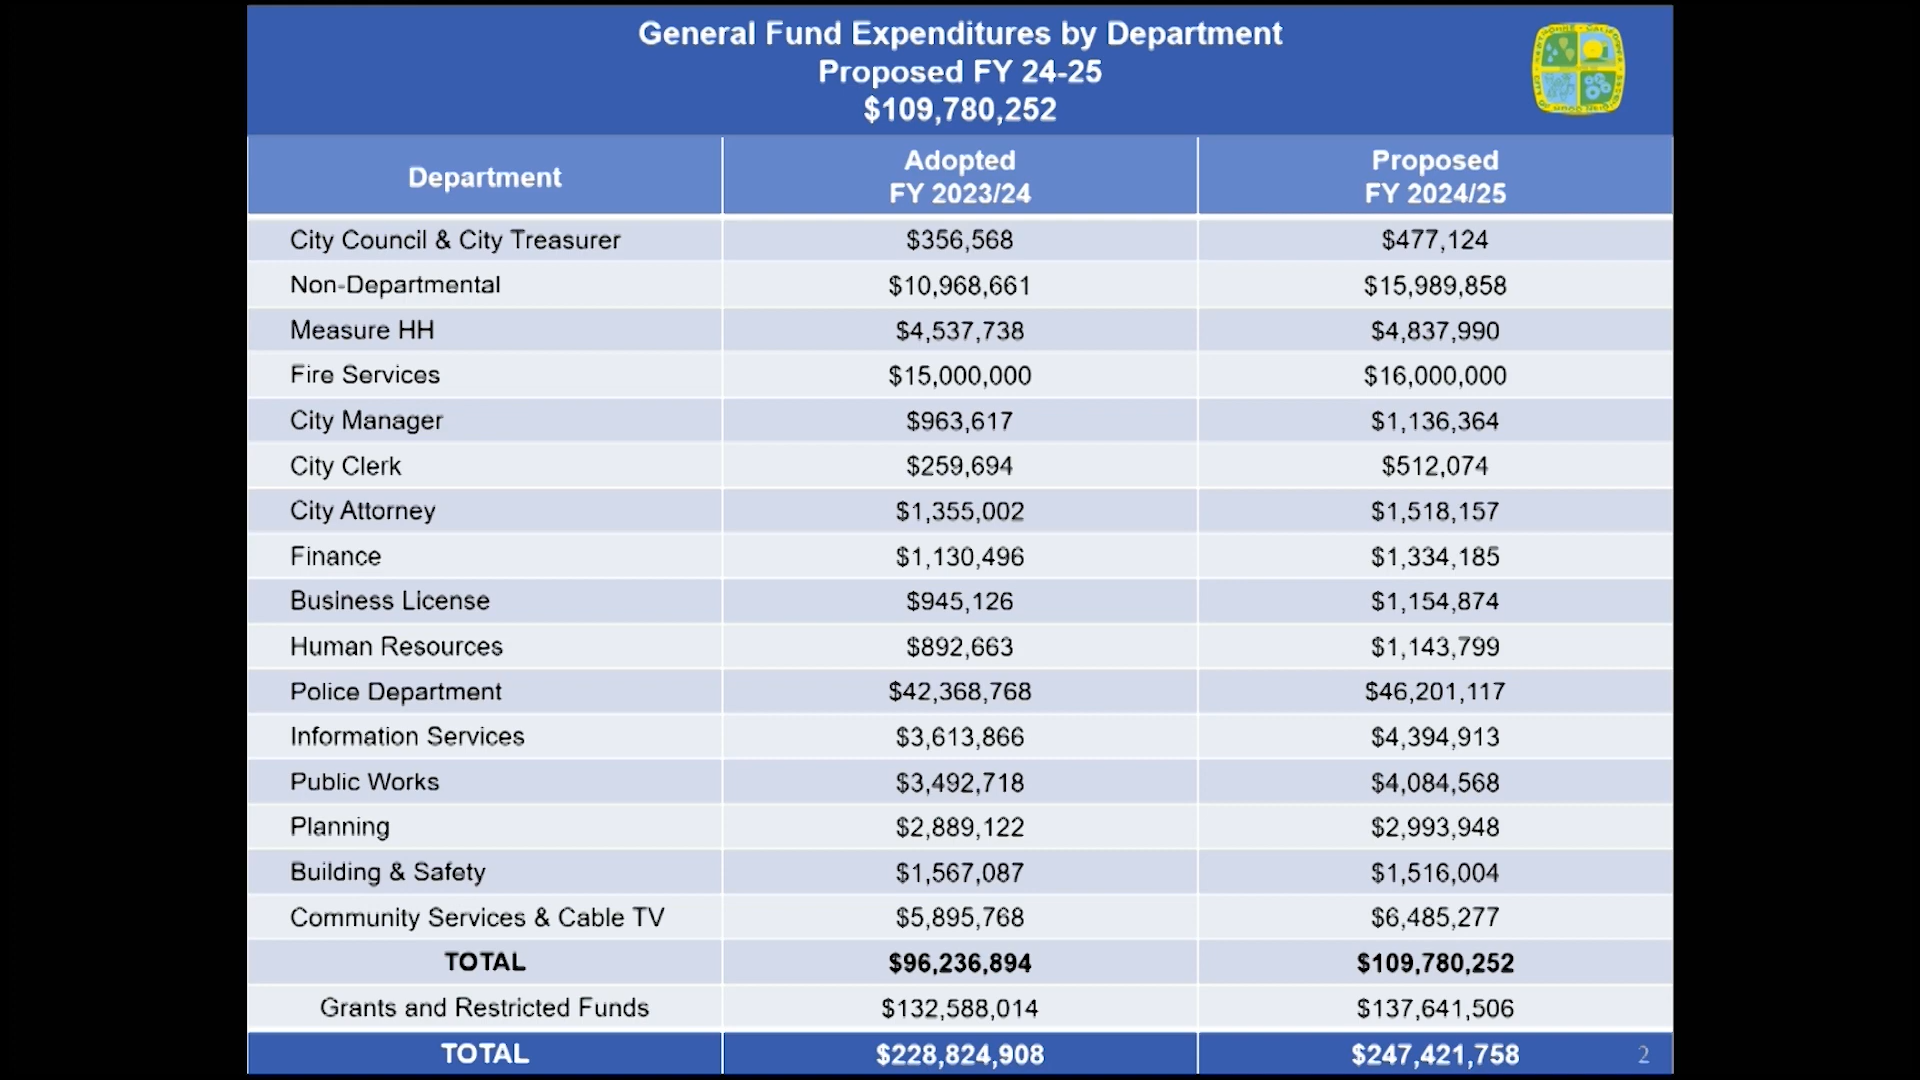 General Fund Expenditures by Department
Proposed FY 24-25
$109,780,252
Department
Adopted
FY 2023/24
Proposed
FY 2024/25
City Council & City Treasurer $356,568 $477,124
Non-Departmental $10,968,661 $15,989,858
Measure HH $4,537,738 $4,837,990
Fire Services $15,000,000 $16,000,000
City Manager $963,617 $1,136,364
City Clerk $259,694 $512,074
City Attorney $1,355,002 $1,518,157
Finance $1,130,496 $1,334,185
Business License $945,126 $1,154,874
Human Resources $892,663 $1,143,799
Police Department $42,368,768 $46,201,117
Information Services $3,613,866 $4,394,913
Public Works $3,492,718 $4,084,568
Planning $2,889,122 $2,993,948
Building & Safety $1,567,087 $1,516,004
Community Services & Cable TV $5,895,768 $6,485,277
TOTAL $96,236,894 $109,780,252
Grants and Restricted Funds $132,588,014 $137,641,506
TOTAL $228,824,908 $247,421,758 2